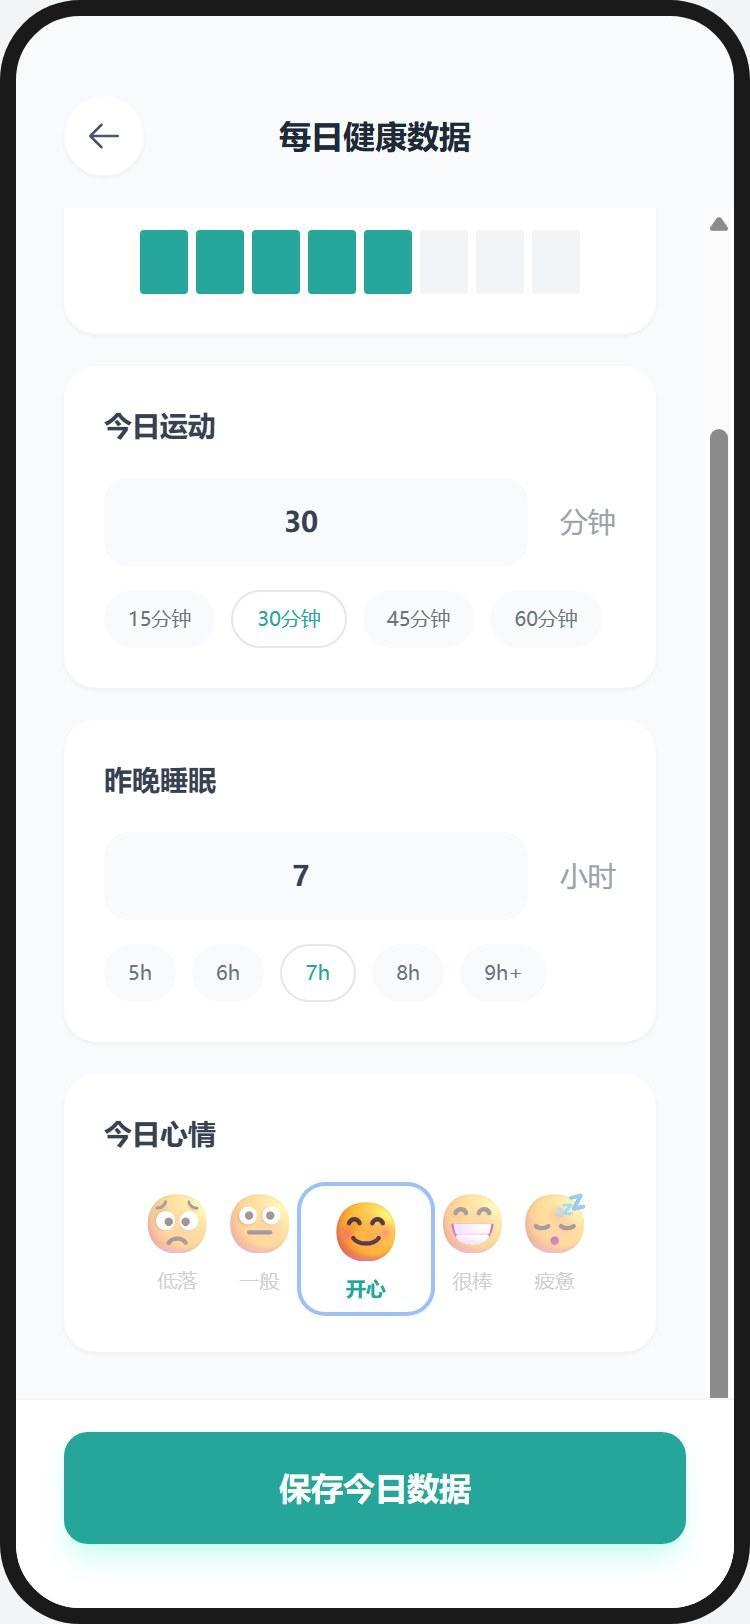 每日健康数据
今日运动
30 分钟
15分钟 30分钟 45分钟 60分钟
昨晚睡眠
7 小时
5h 6h 7h 8h 9h+
今日心情
低落 一般 开心 很棒 疲惫
保存今日数据